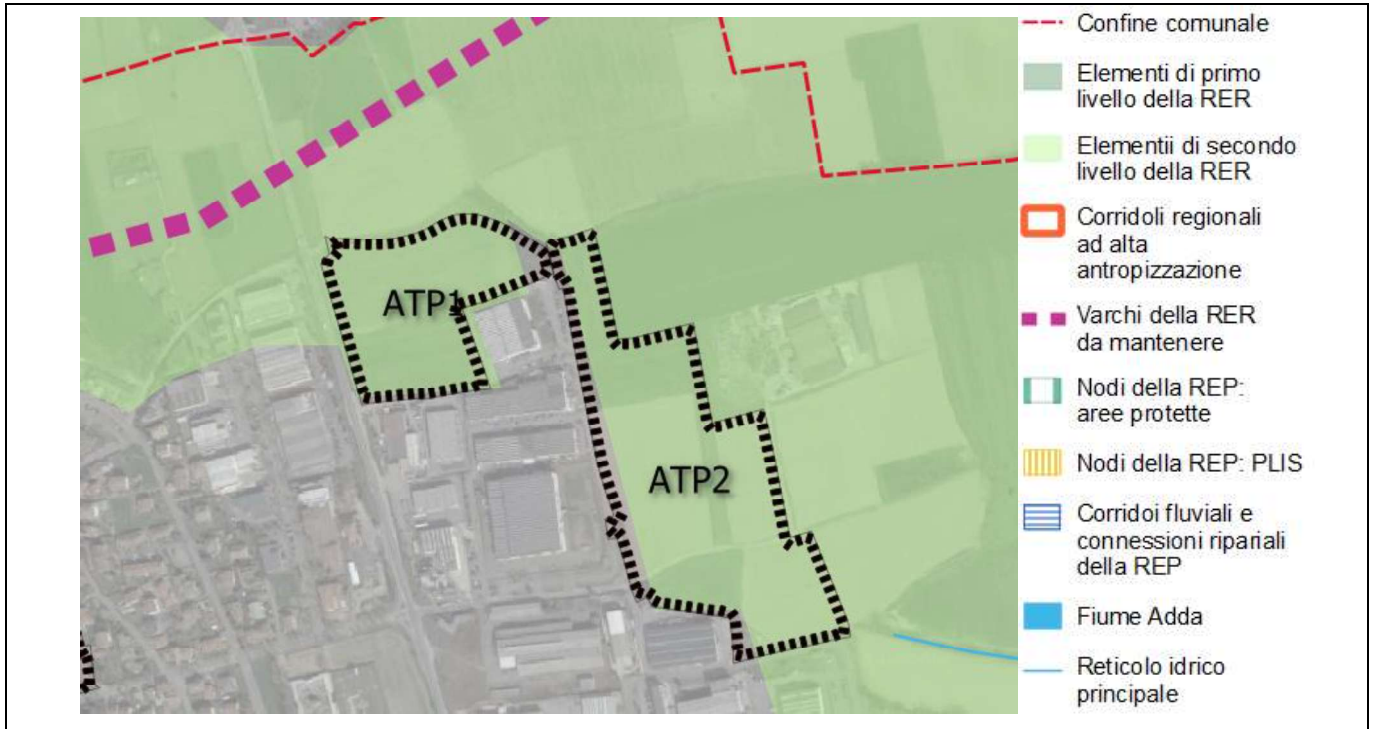 Confine comunale
Elementi di primo
livello della RER
Elementii di secondo
livello della RER
Corridoli regionali
ad alta
antropizzazione
Varchi della RER
da mantenere
Nodi della REP:
aree protette
Nodi della REP: PLIS
Corridoi fluviali e
connessioni ripariali
della REP
Fiume Adda
Reticolo idrico
principale
ATP1
ATP2